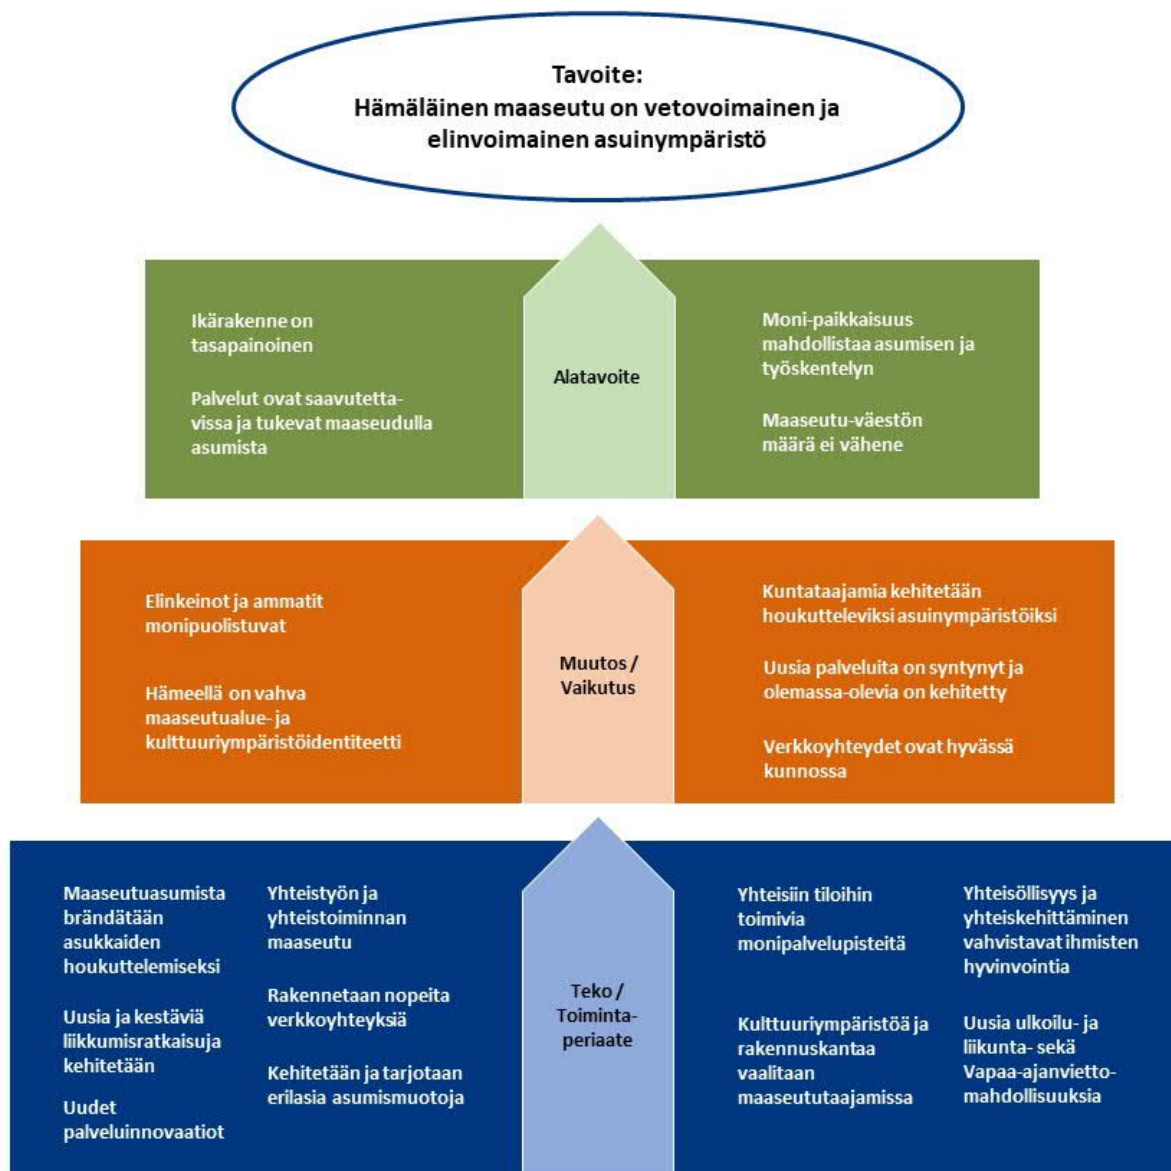 Tavoite:
Hämäläinen maaseutu on vetovoimainen ja
elinvoimainen asuinympäristö
Ikärakenne on
tasapainoinen
Palvelut ovat saavutetta-
vissa ja tukevat maaseudulla
asumista
Alatavoite
Moni-paikkaisuus
mahdollistaa asumisen ja
työskentelyn
Maaseutu-väestön
määrä ei vähene
Elinkeinot ja ammatit
monipuolistuvat
Hämeellä on vahva
maaseutualue- ja
kulttuuriympäristöidentiteetti
Muutos /
Vaikutus
Kuntataajamia kehitetään
houkutteleviksi asuinympäristöiksi
Uusia palveluita on syntynyt ja
olemassa-olevia on kehitetty
Verkkoyhteydet ovat hyvässä
kunnossa
Maaseutuasumista
brändätään
asukkaiden
houkuttelemiseksi
Uusia ja kestäviä
liikkumisratkaisuja
kehitetään
Uudet
palveluinnovaatiot
Yhteistyön ja
yhteistoiminnan
maaseutu
Rakennetaan nopeita
verkkoyhteyksiä
Kehitetään ja tarjotaan
erilasia asumismuotoja
Teko /
Toiminta-
periaate
Yhteisiin tiloihin
toimivia
monipalvelupisteitä
Kulttuuriympäristöä ja
rakennuskantaa
vaalitaan
maaseututaajamissa
Yhteisöllisyys ja
yhteiskehittäminen
vahvistavat ihmisten
hyvinvointia
Uusia ulkoilu- ja
liikunta- sekä
Vapaa-ajanvietto-
mahdollisuuksia